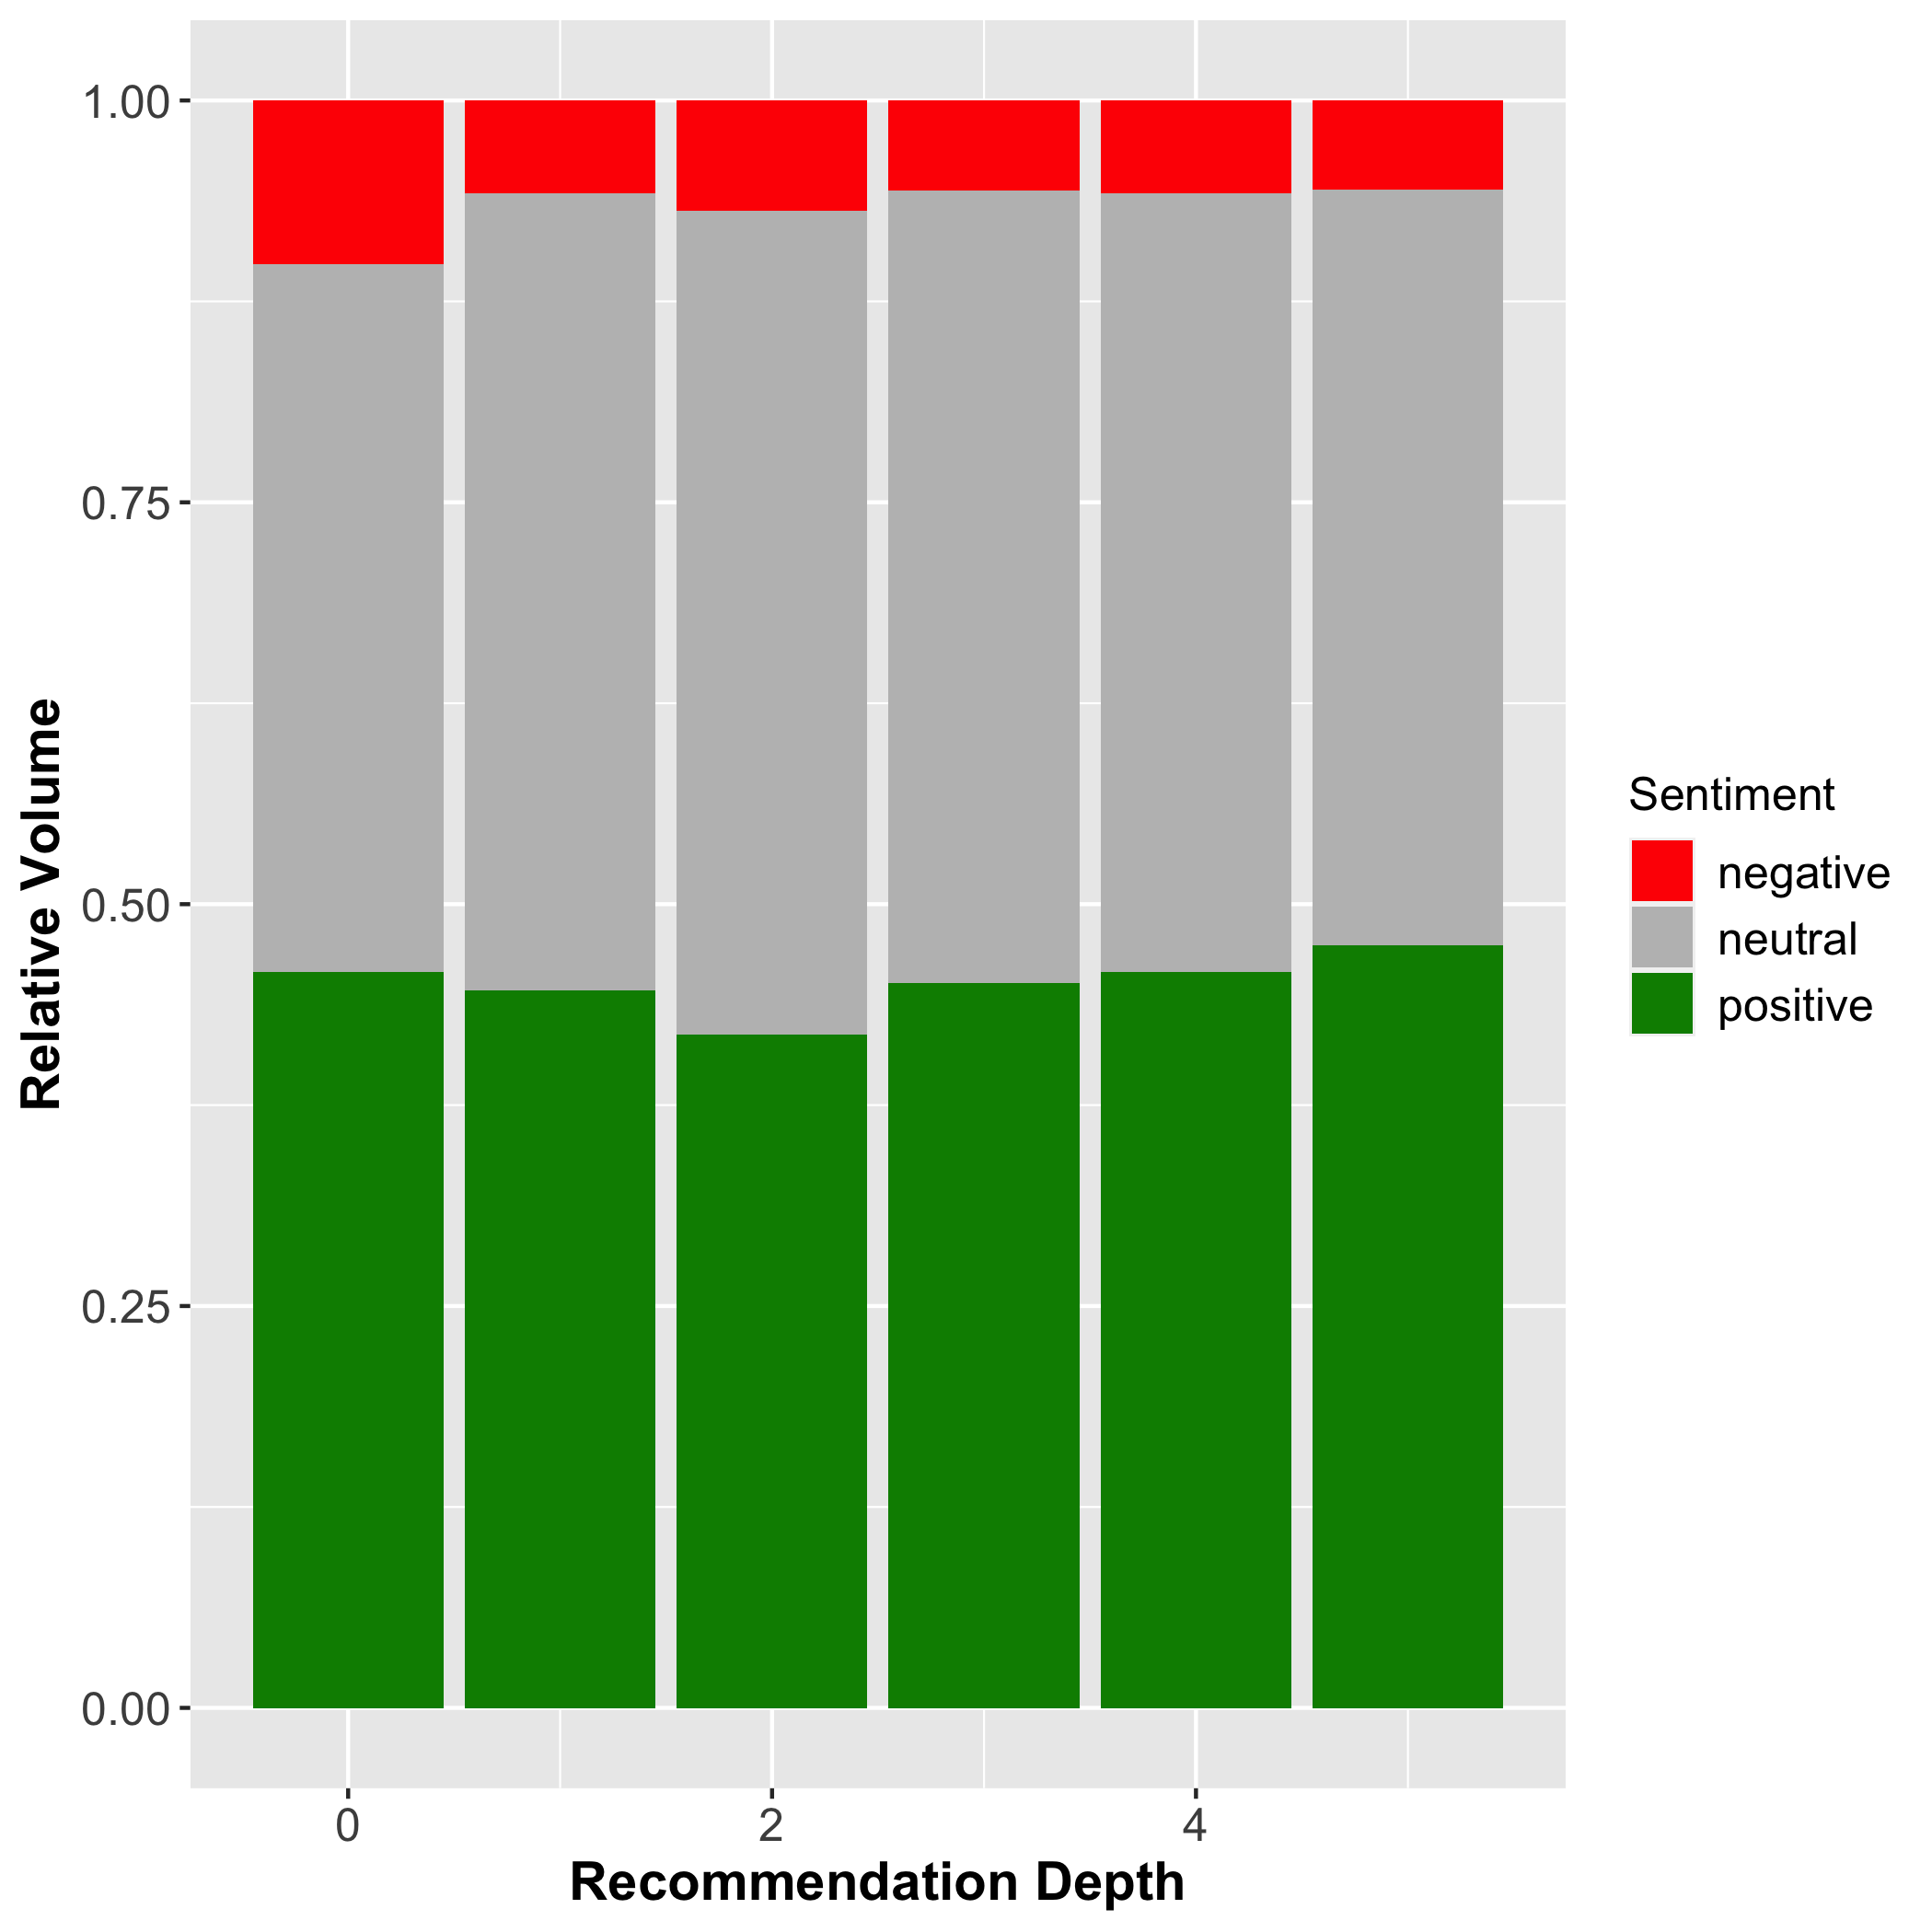 1.00
0.75
0.50
0.25
0.00
Relative Volume
0 2 4
Recommendation Depth
Sentiment
negative
neutral
positive